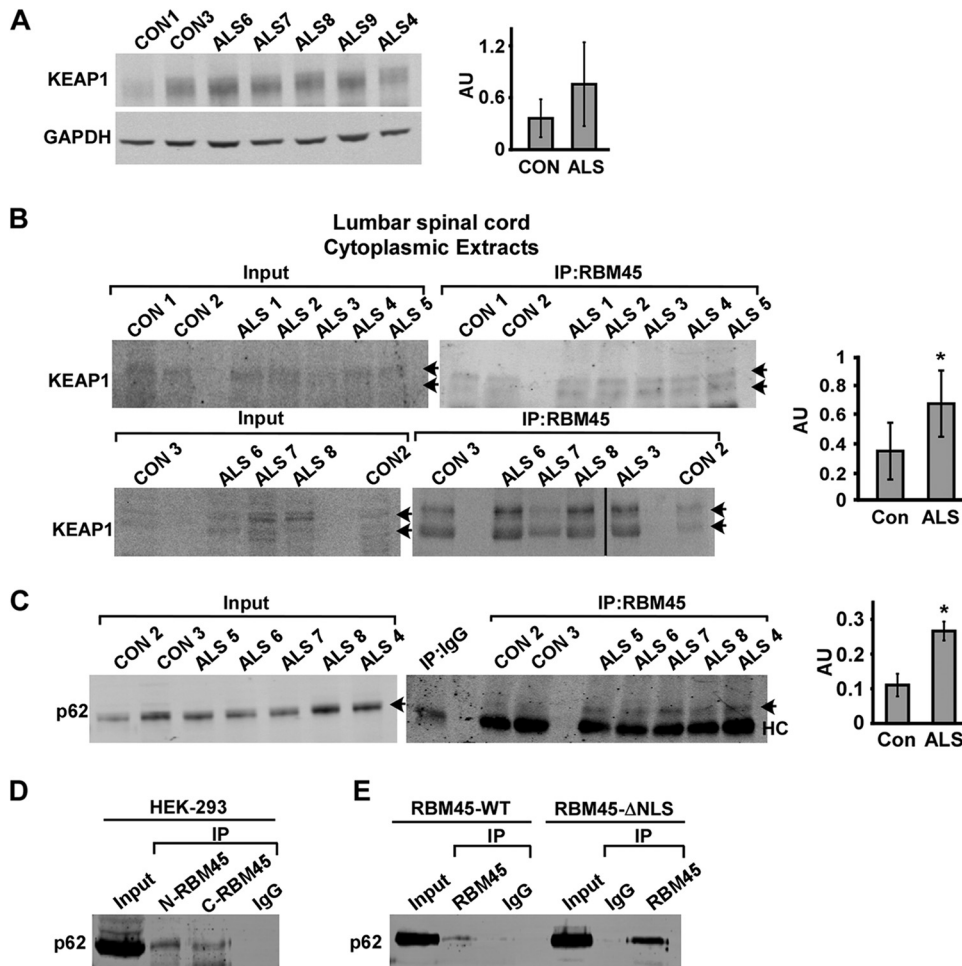 A
CON1 CON3 ALS6 ALS7 ALS8 ALS9 ALS4
KEAP1
GAPDH
AU
1.2
0.6
0
CON ALS
B
Lumbar spinal cord
Cytoplasmic Extracts
Input IP:RBM45
CON 1 CON 2 ALS 1 ALS 2 ALS 3 ALS 4 ALS 5 CON 1 CON 2 ALS 1 ALS 2 ALS 3 ALS 4 ALS 5
KEAP1
Input IP:RBM45
CON 3 ALS 6 ALS 7 ALS 8 CON2 CON 3 ALS 6 ALS 7 ALS 8 ALS 3 CON 2
KEAP1
AU
1
0.8
0.6
0.4
0.2
0
*
Con ALS
C
Input IP:RBM45
CON 2 CON 3 ALS 5 ALS 6 ALS 7 ALS 8 ALS 4 IP:IgG CON 2 CON 3 ALS 5 ALS 6 ALS 7 ALS 8 ALS 4
p62
HC
AU
0.3
0.2
0.1
0
*
Con ALS
D
HEK-293
IP
Input N-RBM45 C-RBM45 IgG
p62
E
RBM45-WT RBM45-ΔNLS
IP IP
Input RBM45 IgG Input IgG RBM45
p62